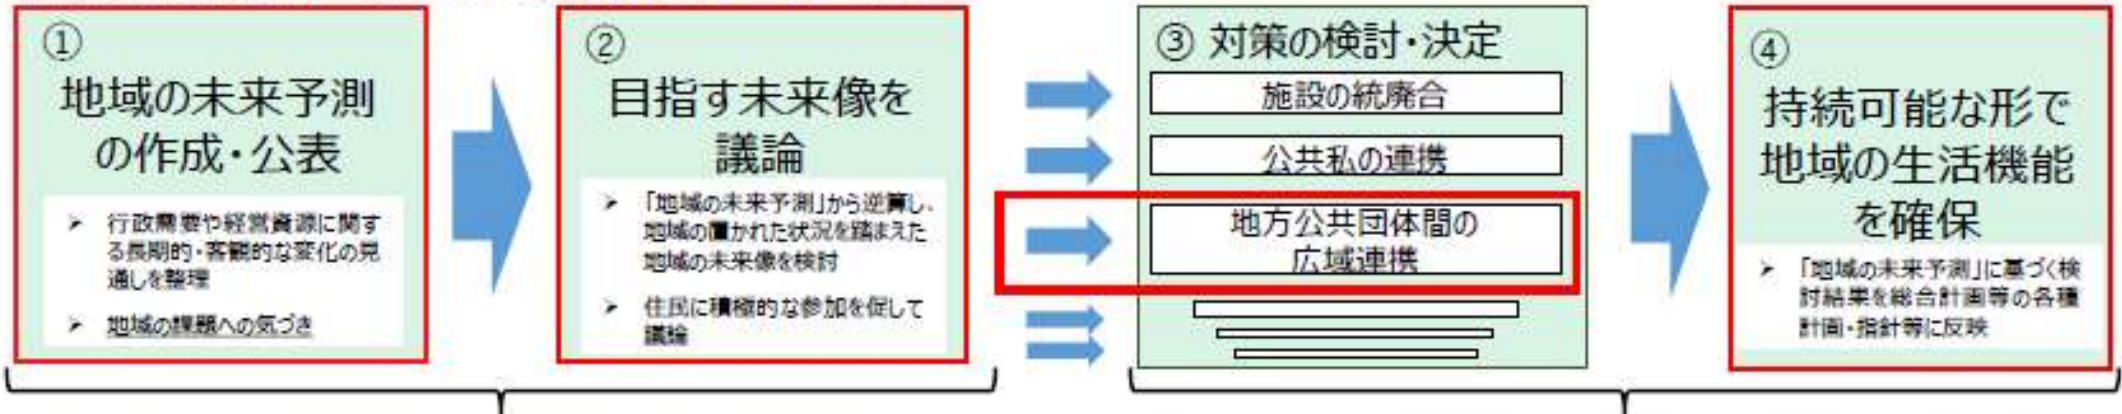 ①
地域の未来予測
の作成・公表
➢ 行政需要や経営資源に関す
る長期的・客観的な変化の見
通しを整理
➢ 地域の課題への気づき
②
目指す未来像を
議論
➢ 「地域の未来予測」から逆算し、
地域の置かれた状況を踏まえた
地域の未来像を検討
➢ 住民に積極的な参加を促して
議論
③ 対策の検討・決定
施設の統廃合
公共私の連携
地方公共団体間の
広域連携
④
持続可能な形で
地域の生活機能
を確保
➢ 「地域の未来予測」に基づく検
討結果を総合計画等の各種
計画・指針等に反映